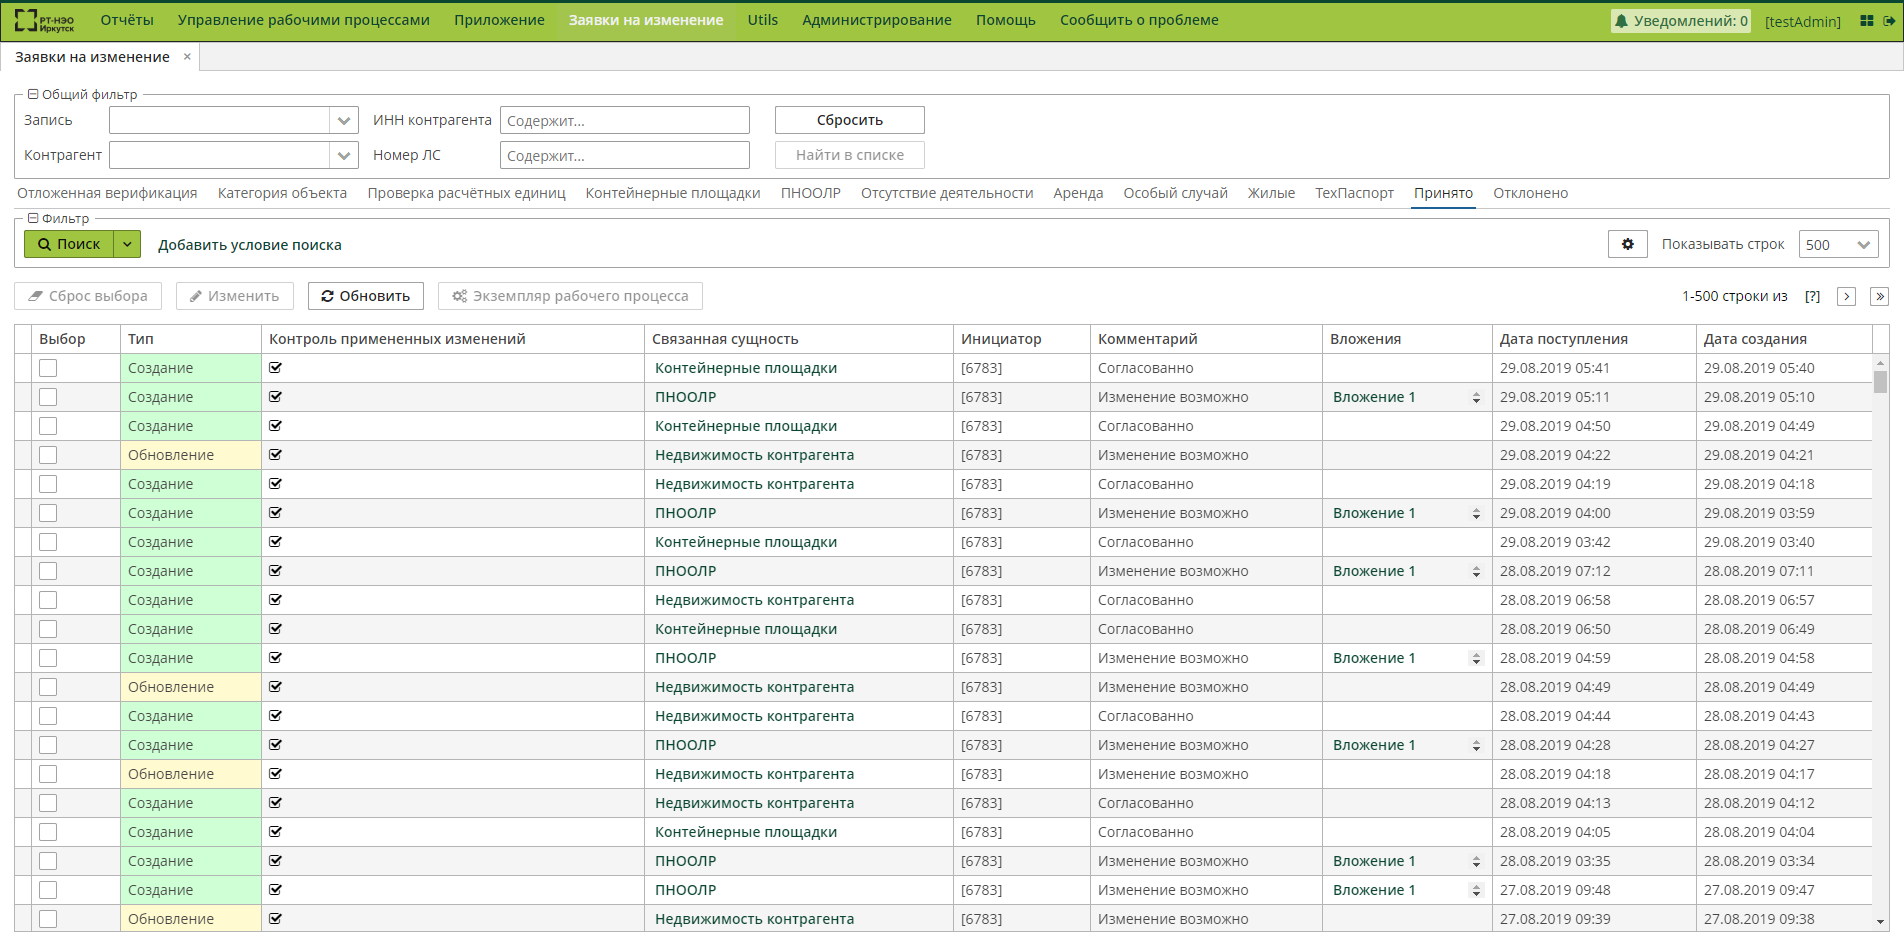 РТ-НЭО Иркутск Отчёты Управление рабочими процессами Приложение Заявки на изменение Utils Администрирование Помощь Сообщить о проблеме Уведомлений: 0 [testAdmin]
Заявки на изменение ×
Общий фильтр
Запись ИНН контрагента Содержит... Сбросить
Контрагент Номер ЛС Содержит... Найти в списке
Отложенная верификация Категория объекта Проверка расчётных единиц Контейнерные площадки ПНООЛР Отсутствие деятельности Аренда Особый случай Жилые ТехПаспорт Принято Отклонено
Фильтр
Поиск Добавить условие поиска Показывать строк 500
Сброс выбора Изменить Обновить Экземпляр рабочего процесса 1-500 строки из [?]
Выбор Тип Контроль примененных изменений Связанная сущность Инициатор Комментарий Вложения Дата поступления Дата создания
Создание Контейнерные площадки [6783] Согласованно 29.08.2019 05:41 29.08.2019 05:40
Создание ПНООЛР [6783] Изменение возможно Вложение 1 29.08.2019 05:11 29.08.2019 05:10
Создание Контейнерные площадки [6783] Согласованно 29.08.2019 04:50 29.08.2019 04:49
Обновление Недвижимость контрагента [6783] Изменение возможно 29.08.2019 04:22 29.08.2019 04:21
Создание Недвижимость контрагента [6783] Согласованно 29.08.2019 04:19 29.08.2019 04:18
Создание ПНООЛР [6783] Изменение возможно Вложение 1 29.08.2019 04:00 29.08.2019 03:59
Создание Контейнерные площадки [6783] Согласованно 29.08.2019 03:42 29.08.2019 03:40
Создание ПНООЛР [6783] Изменение возможно Вложение 1 28.08.2019 07:12 28.08.2019 07:11
Создание Недвижимость контрагента [6783] Согласованно 28.08.2019 06:58 28.08.2019 06:57
Создание Контейнерные площадки [6783] Согласованно 28.08.2019 06:50 28.08.2019 06:49
Создание ПНООЛР [6783] Изменение возможно Вложение 1 28.08.2019 04:59 28.08.2019 04:58
Обновление Недвижимость контрагента [6783] Изменение возможно 28.08.2019 04:49 28.08.2019 04:49
Создание Недвижимость контрагента [6783] Согласованно 28.08.2019 04:44 28.08.2019 04:43
Создание ПНООЛР [6783] Изменение возможно Вложение 1 28.08.2019 04:28 28.08.2019 04:27
Обновление Недвижимость контрагента [6783] Изменение возможно 28.08.2019 04:18 28.08.2019 04:17
Создание Недвижимость контрагента [6783] Согласованно 28.08.2019 04:13 28.08.2019 04:12
Создание Контейнерные площадки [6783] Согласованно 28.08.2019 04:05 28.08.2019 04:04
Создание ПНООЛР [6783] Изменение возможно Вложение 1 28.08.2019 03:35 28.08.2019 03:34
Создание ПНООЛР [6783] Изменение возможно Вложение 1 27.08.2019 09:48 27.08.2019 09:47
Обновление Недвижимость контрагента [6783] Изменение возможно 27.08.2019 09:39 27.08.2019 09:38